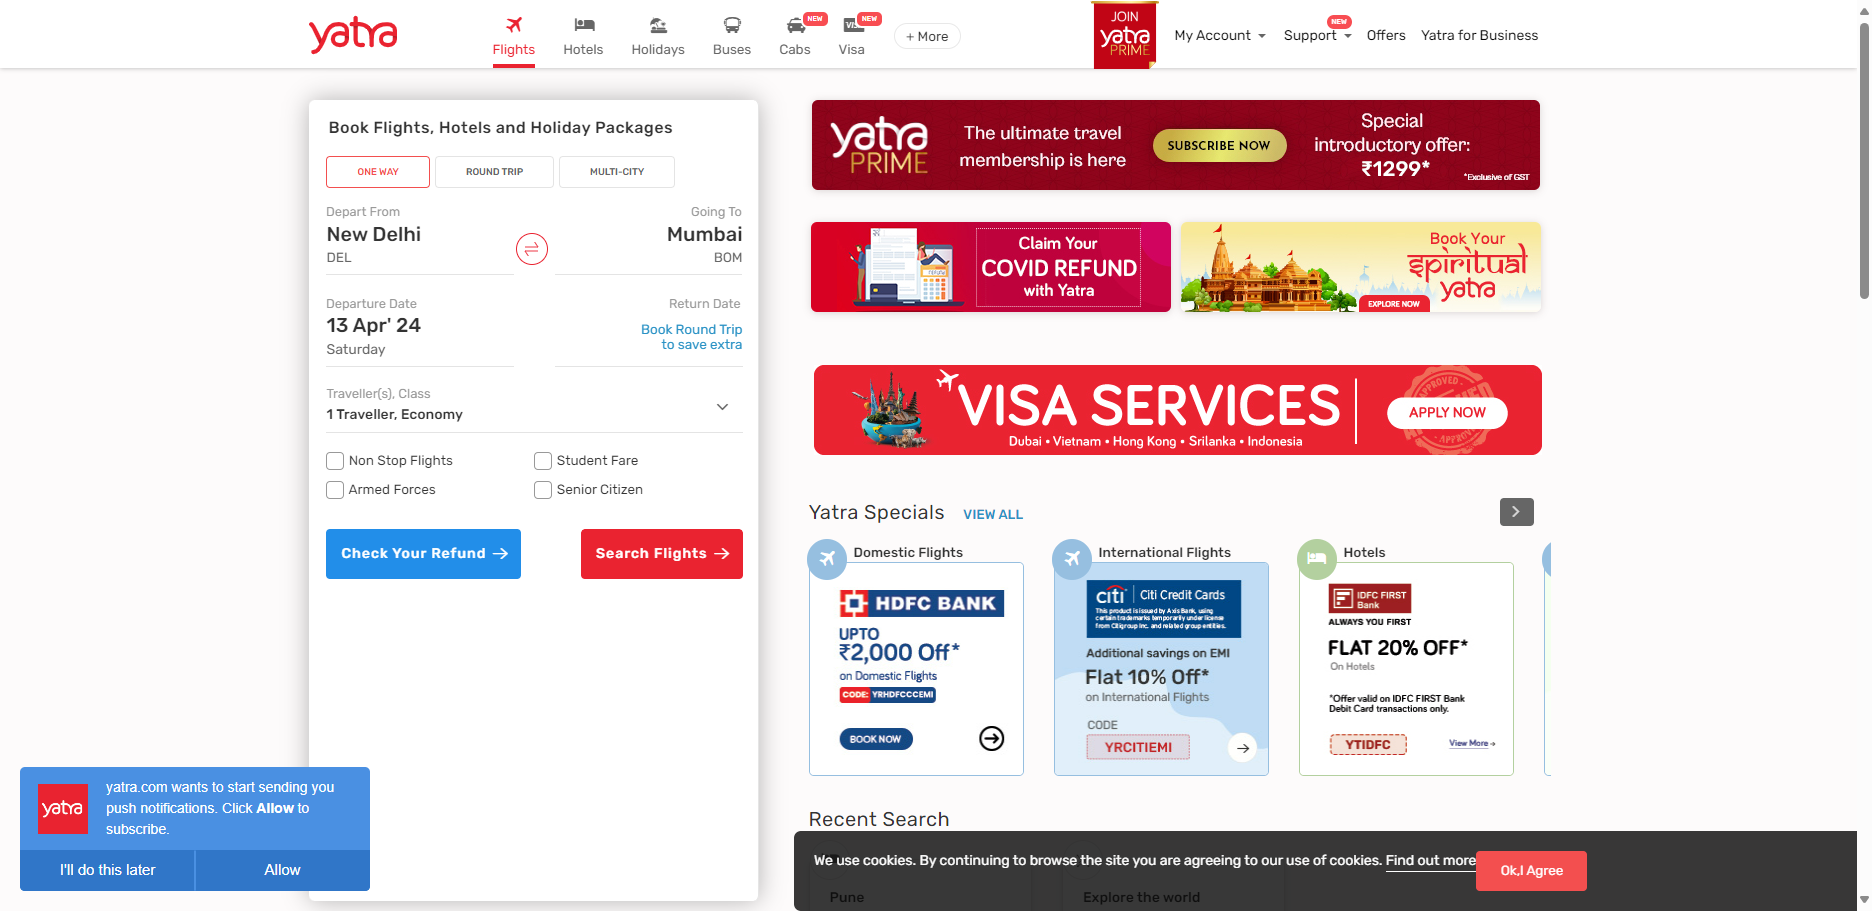 yatra
Flights
Hotels
Holidays
Buses
NEW
Cabs
NEW
Visa
+ More
JOIN
yatra
PRIME
My Account
NEW
Support
Offers
Yatra for Business
Book Flights, Hotels and Holiday Packages
ONE WAY
ROUND TRIP
MULTI-CITY
Depart From
New Delhi
DEL
Going To
Mumbai
BOM
Departure Date
13 Apr' 24
Saturday
Return Date
Book Round Trip
to save extra
Traveller(s), Class
1 Traveller, Economy
Non Stop Flights
Student Fare
Armed Forces
Senior Citizen
Check Your Refund
Search Flights
yatra
PRIME
The ultimate travel
membership is here
SUBSCRIBE NOW
Special
introductory offer:
₹1299*
*Exclusive of GST
Claim Your
COVID REFUND
with Yatra
Book Your
spiritual
yatra
EXPLORE NOW
VISA SERVICES
Dubai • Vietnam • Hong Kong • Srilanka • Indonesia
APPROVED
APPLY NOW
Yatra Specials
VIEW ALL
Domestic Flights
HDFC BANK
UPTO
₹2,000 Off*
on Domestic Flights
CODE: YRHDFCCCEMI
BOOK NOW
International Flights
citi
Citi Credit Cards
This product is issued by Axis Bank, using
certain trademarks temporarily under license
from Citigroup Inc. and related group entities.
Additional savings on EMI
Flat 10% Off*
on International Flights
CODE
YRCITIEMI
Hotels
IDFC FIRST
Bank
ALWAYS YOU FIRST
FLAT 20% OFF*
On Hotels
*Offer valid on IDFC FIRST Bank
Debit Card transactions only.
YTIDFC
View More
Recent Search
Pune
Explore the world
yatra
yatra.com wants to start sending you
push notifications. Click Allow to
subscribe.
I'll do this later
Allow
We use cookies. By continuing to browse the site you are agreeing to our use of cookies. Find out more
Ok,I Agree